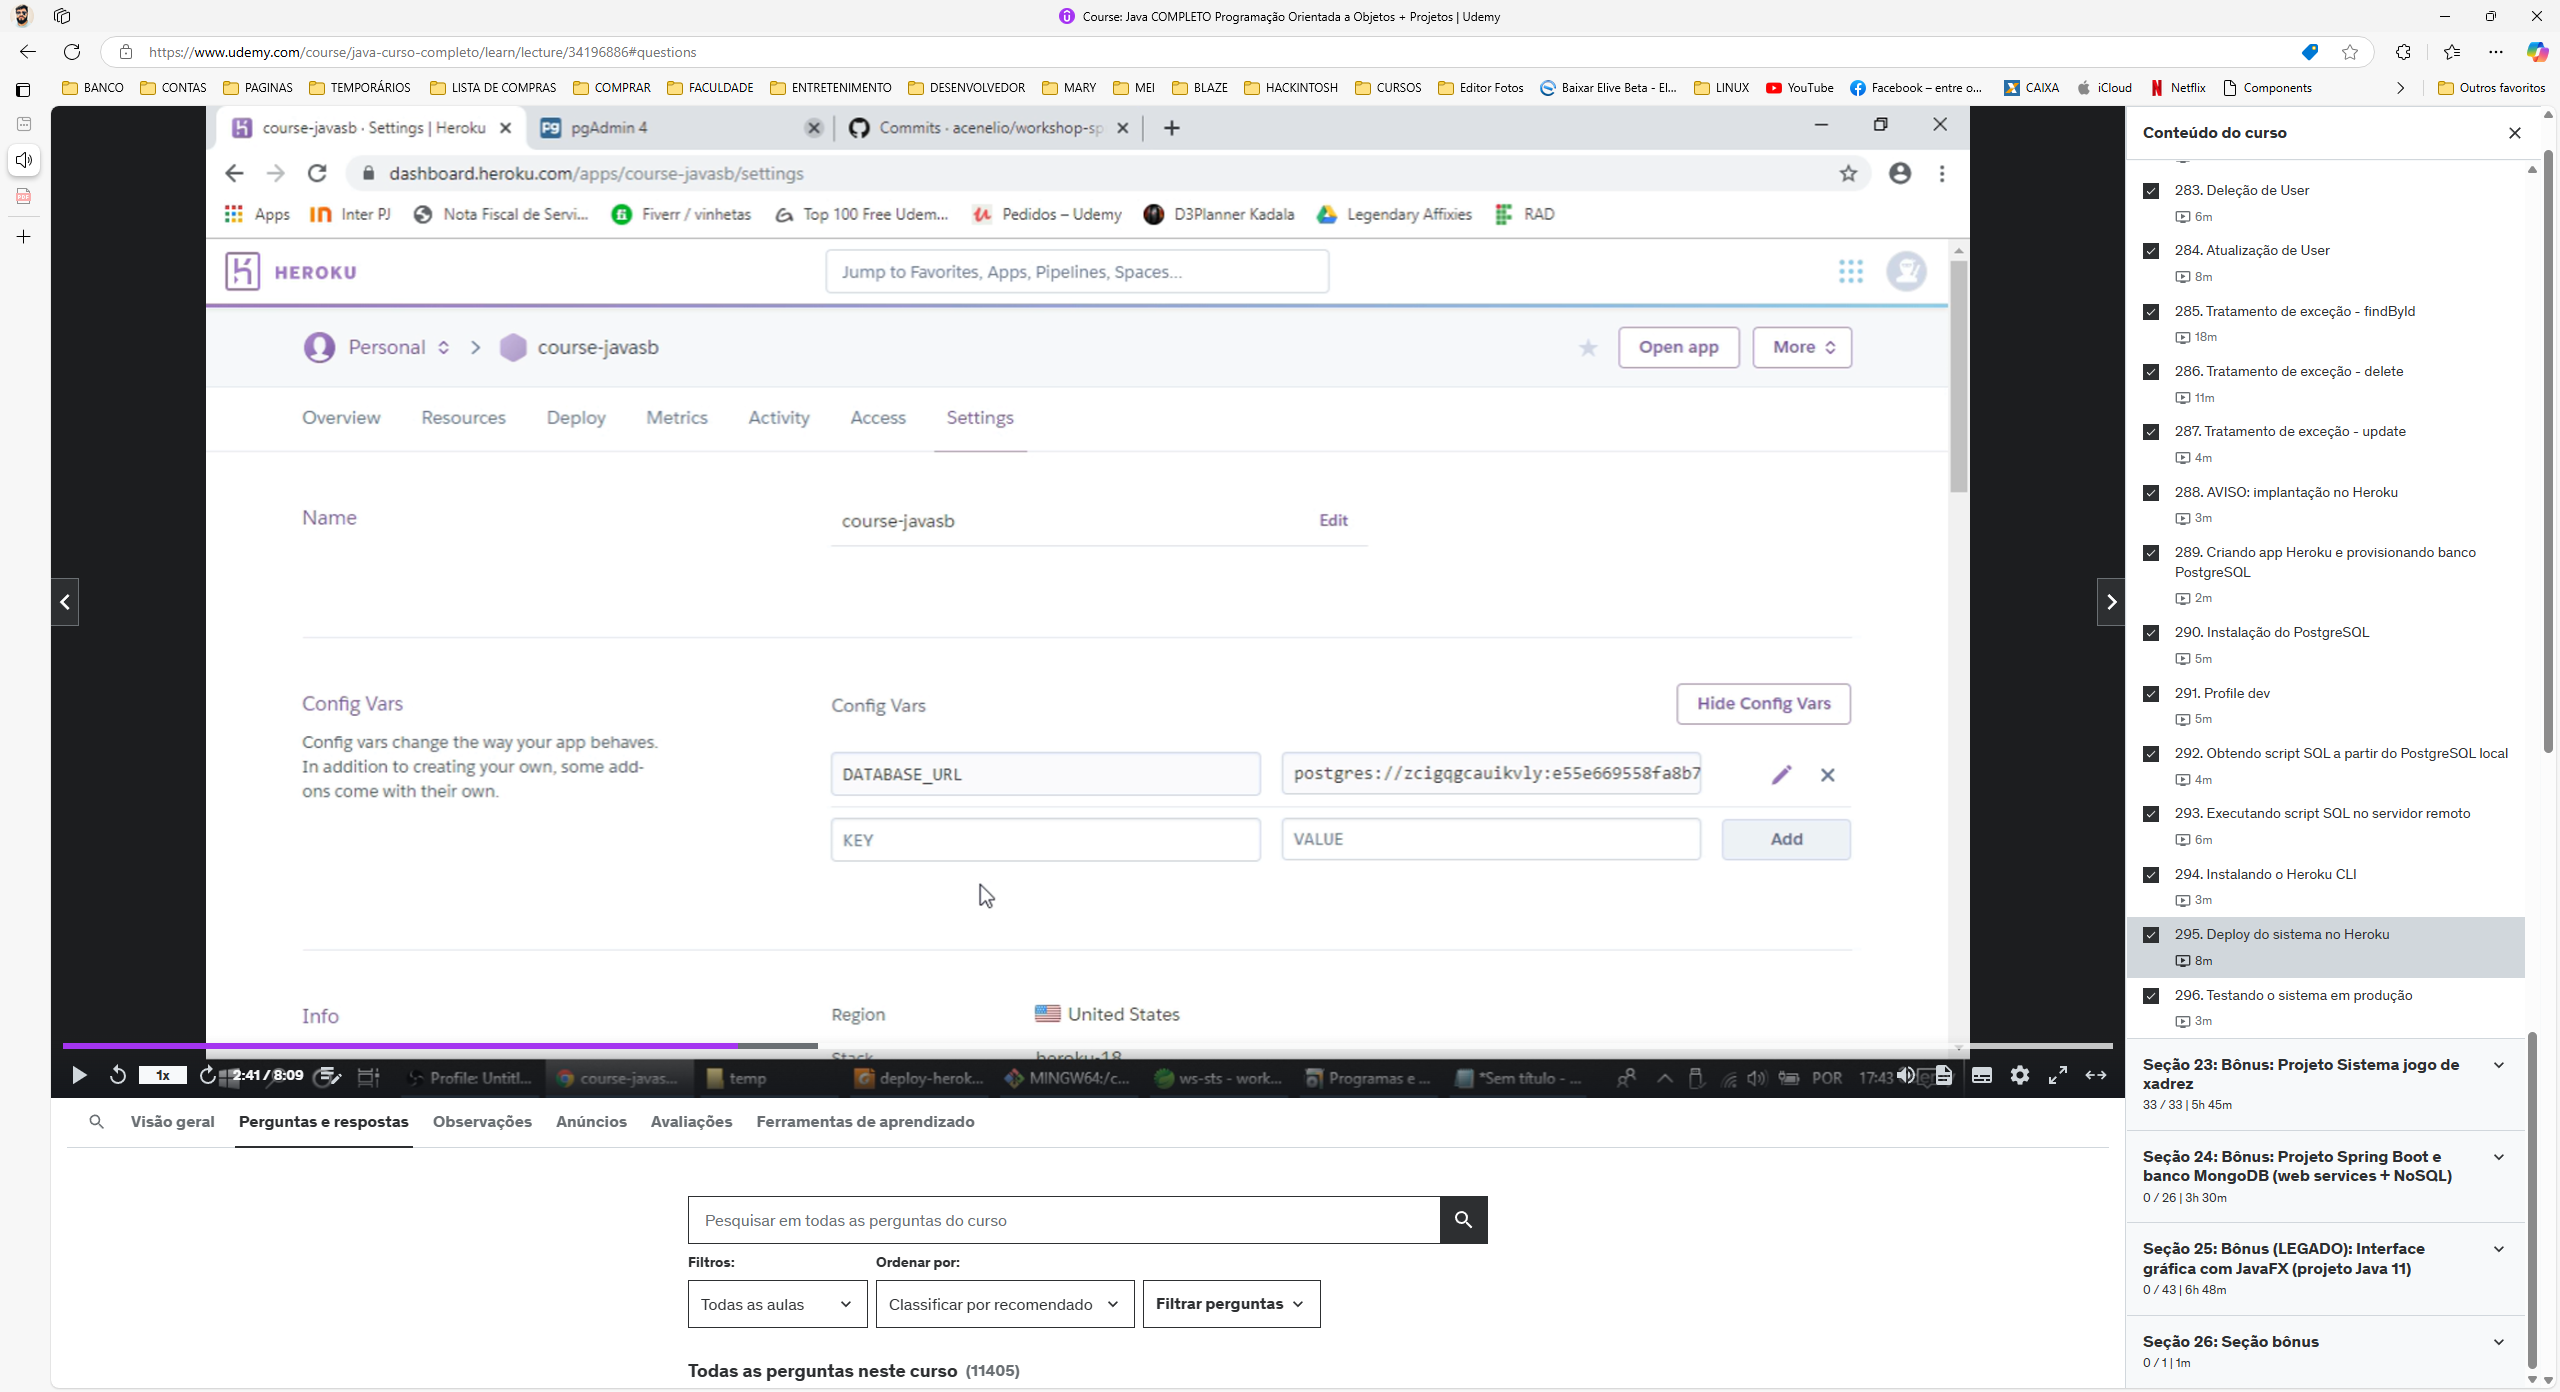 Course: Java COMPLETO Programação Orientada a Objetos + Projetos | Udemy
https://www.udemy.com/course/java-curso-completo/learn/lecture/34196886#questions
BANCO CONTAS PAGINAS TEMPORÁRIOS LISTA DE COMPRAS COMPRAR FACULDADE ENTRETENIMENTO DESENVOLVEDOR MARY MEI BLAZE HACKINTOSH CURSOS Editor Fotos Baixar Elive Beta - El... LINUX YouTube Facebook – entre o... CAIXA iCloud Netflix Components Outros favoritos
course-javasb · Settings | Heroku pgAdmin 4 Commits · acenelio/workshop-sp
dashboard.heroku.com/apps/course-javasb/settings
Apps Inter PJ Nota Fiscal de Servi... Fiverr / vinhetas Top 100 Free Udem... Pedidos – Udemy D3Planner Kadala Legendary Affixies RAD
HEROKU
Jump to Favorites, Apps, Pipelines, Spaces...
Personal > course-javasb
Open app
More
Overview Resources Deploy Metrics Activity Access Settings
Name
course-javasb
Edit
Config Vars
Config vars change the way your app behaves.
In addition to creating your own, some add-
ons come with their own.
Config Vars
Hide Config Vars
DATABASE_URL
postgres://zcigqgcauikvly:e55e669558fa8b7
KEY
VALUE
Add
Info
Region
United States
Stack
heroku-18
1x
2:41 / 8:09
Profile: Untitl... course-javas... temp deploy-herok... MINGW64:/c... ws-sts - work... Programas e ... *Sem título - ... POR 17:43
Visão geral Perguntas e respostas Observações Anúncios Avaliações Ferramentas de aprendizado
Pesquisar em todas as perguntas do curso
Filtros:
Ordenar por:
Todas as aulas
Classificar por recomendado
Filtrar perguntas
Todas as perguntas neste curso (11405)
Conteúdo do curso
283. Deleção de User
6m
284. Atualização de User
8m
285. Tratamento de exceção - findById
18m
286. Tratamento de exceção - delete
11m
287. Tratamento de exceção - update
4m
288. AVISO: implantação no Heroku
3m
289. Criando app Heroku e provisionando banco
PostgreSQL
2m
290. Instalação do PostgreSQL
5m
291. Profile dev
5m
292. Obtendo script SQL a partir do PostgreSQL local
4m
293. Executando script SQL no servidor remoto
6m
294. Instalando o Heroku CLI
3m
295. Deploy do sistema no Heroku
8m
296. Testando o sistema em produção
3m
Seção 23: Bônus: Projeto Sistema jogo de
xadrez
33 / 33 | 5h 45m
Seção 24: Bônus: Projeto Spring Boot e
banco MongoDB (web services + NoSQL)
0 / 26 | 3h 30m
Seção 25: Bônus (LEGADO): Interface
gráfica com JavaFX (projeto Java 11)
0 / 43 | 6h 48m
Seção 26: Seção bônus
0 / 1 | 1m